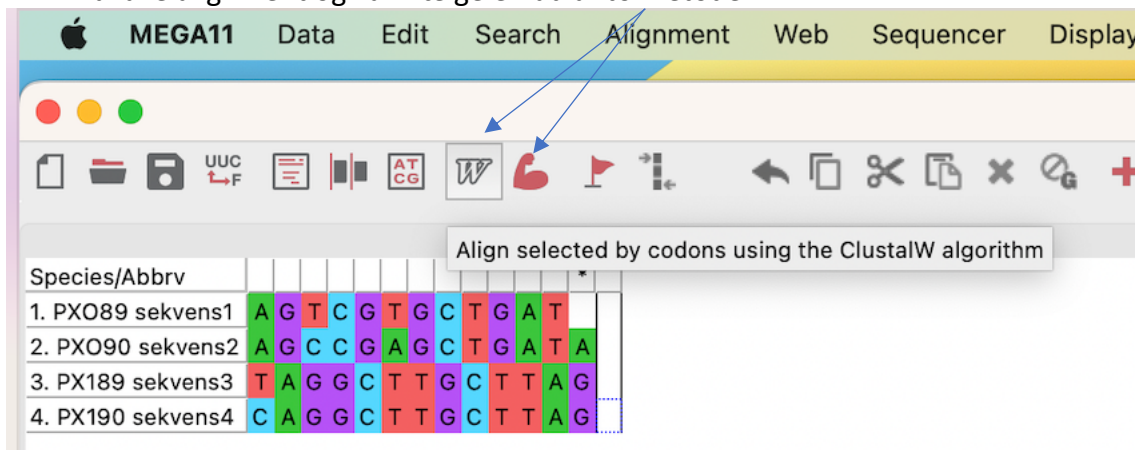 MEGA11 Data Edit Search Alignment Web Sequencer Display
UUC
F
AT
CG
W
G
Align selected by codons using the ClustalW algorithm
Species/Abbrv *
1. PXO89 sekvens1 A G T C G T G C T G A T
2. PXO90 sekvens2 A G C C G A G C T G A T A
3. PX189 sekvens3 T A G G C T T G C T T A G
4. PX190 sekvens4 C A G G C T T G C T T A G